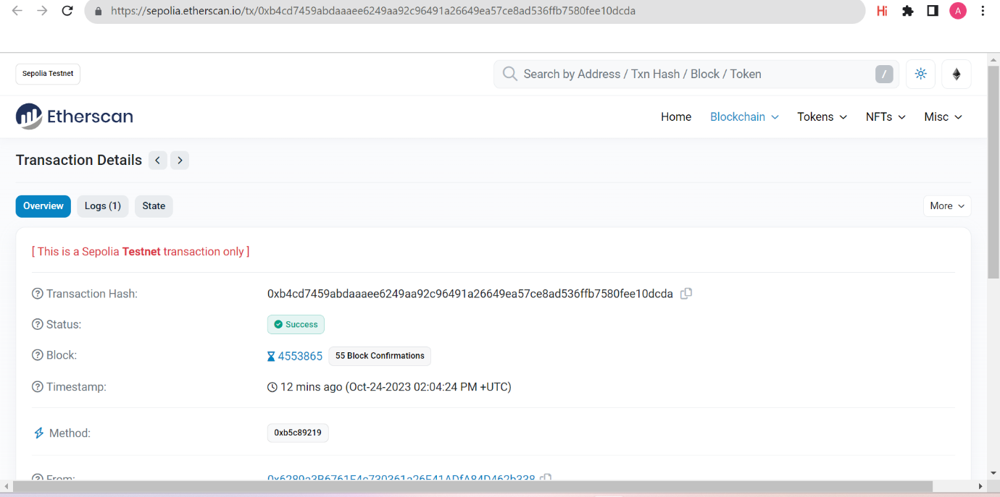 https://sepolia.etherscan.io/tx/0xb4cd7459abdaaaee6249aa92c96491a26649ea57ce8ad536ffb7580fee10dcda
Hi
A
Sepolia Testnet
Search by Address / Txn Hash / Block / Token
/
Etherscan
Home Blockchain Tokens NFTs Misc
Transaction Details
Overview Logs (1) State More
[ This is a Sepolia Testnet transaction only ]
Transaction Hash: 0xb4cd7459abdaaaee6249aa92c96491a26649ea57ce8ad536ffb7580fee10dcda
Status: Success
Block: 4553865 55 Block Confirmations
Timestamp: 12 mins ago (Oct-24-2023 02:04:24 PM +UTC)
Method: 0xb5c89219
From: